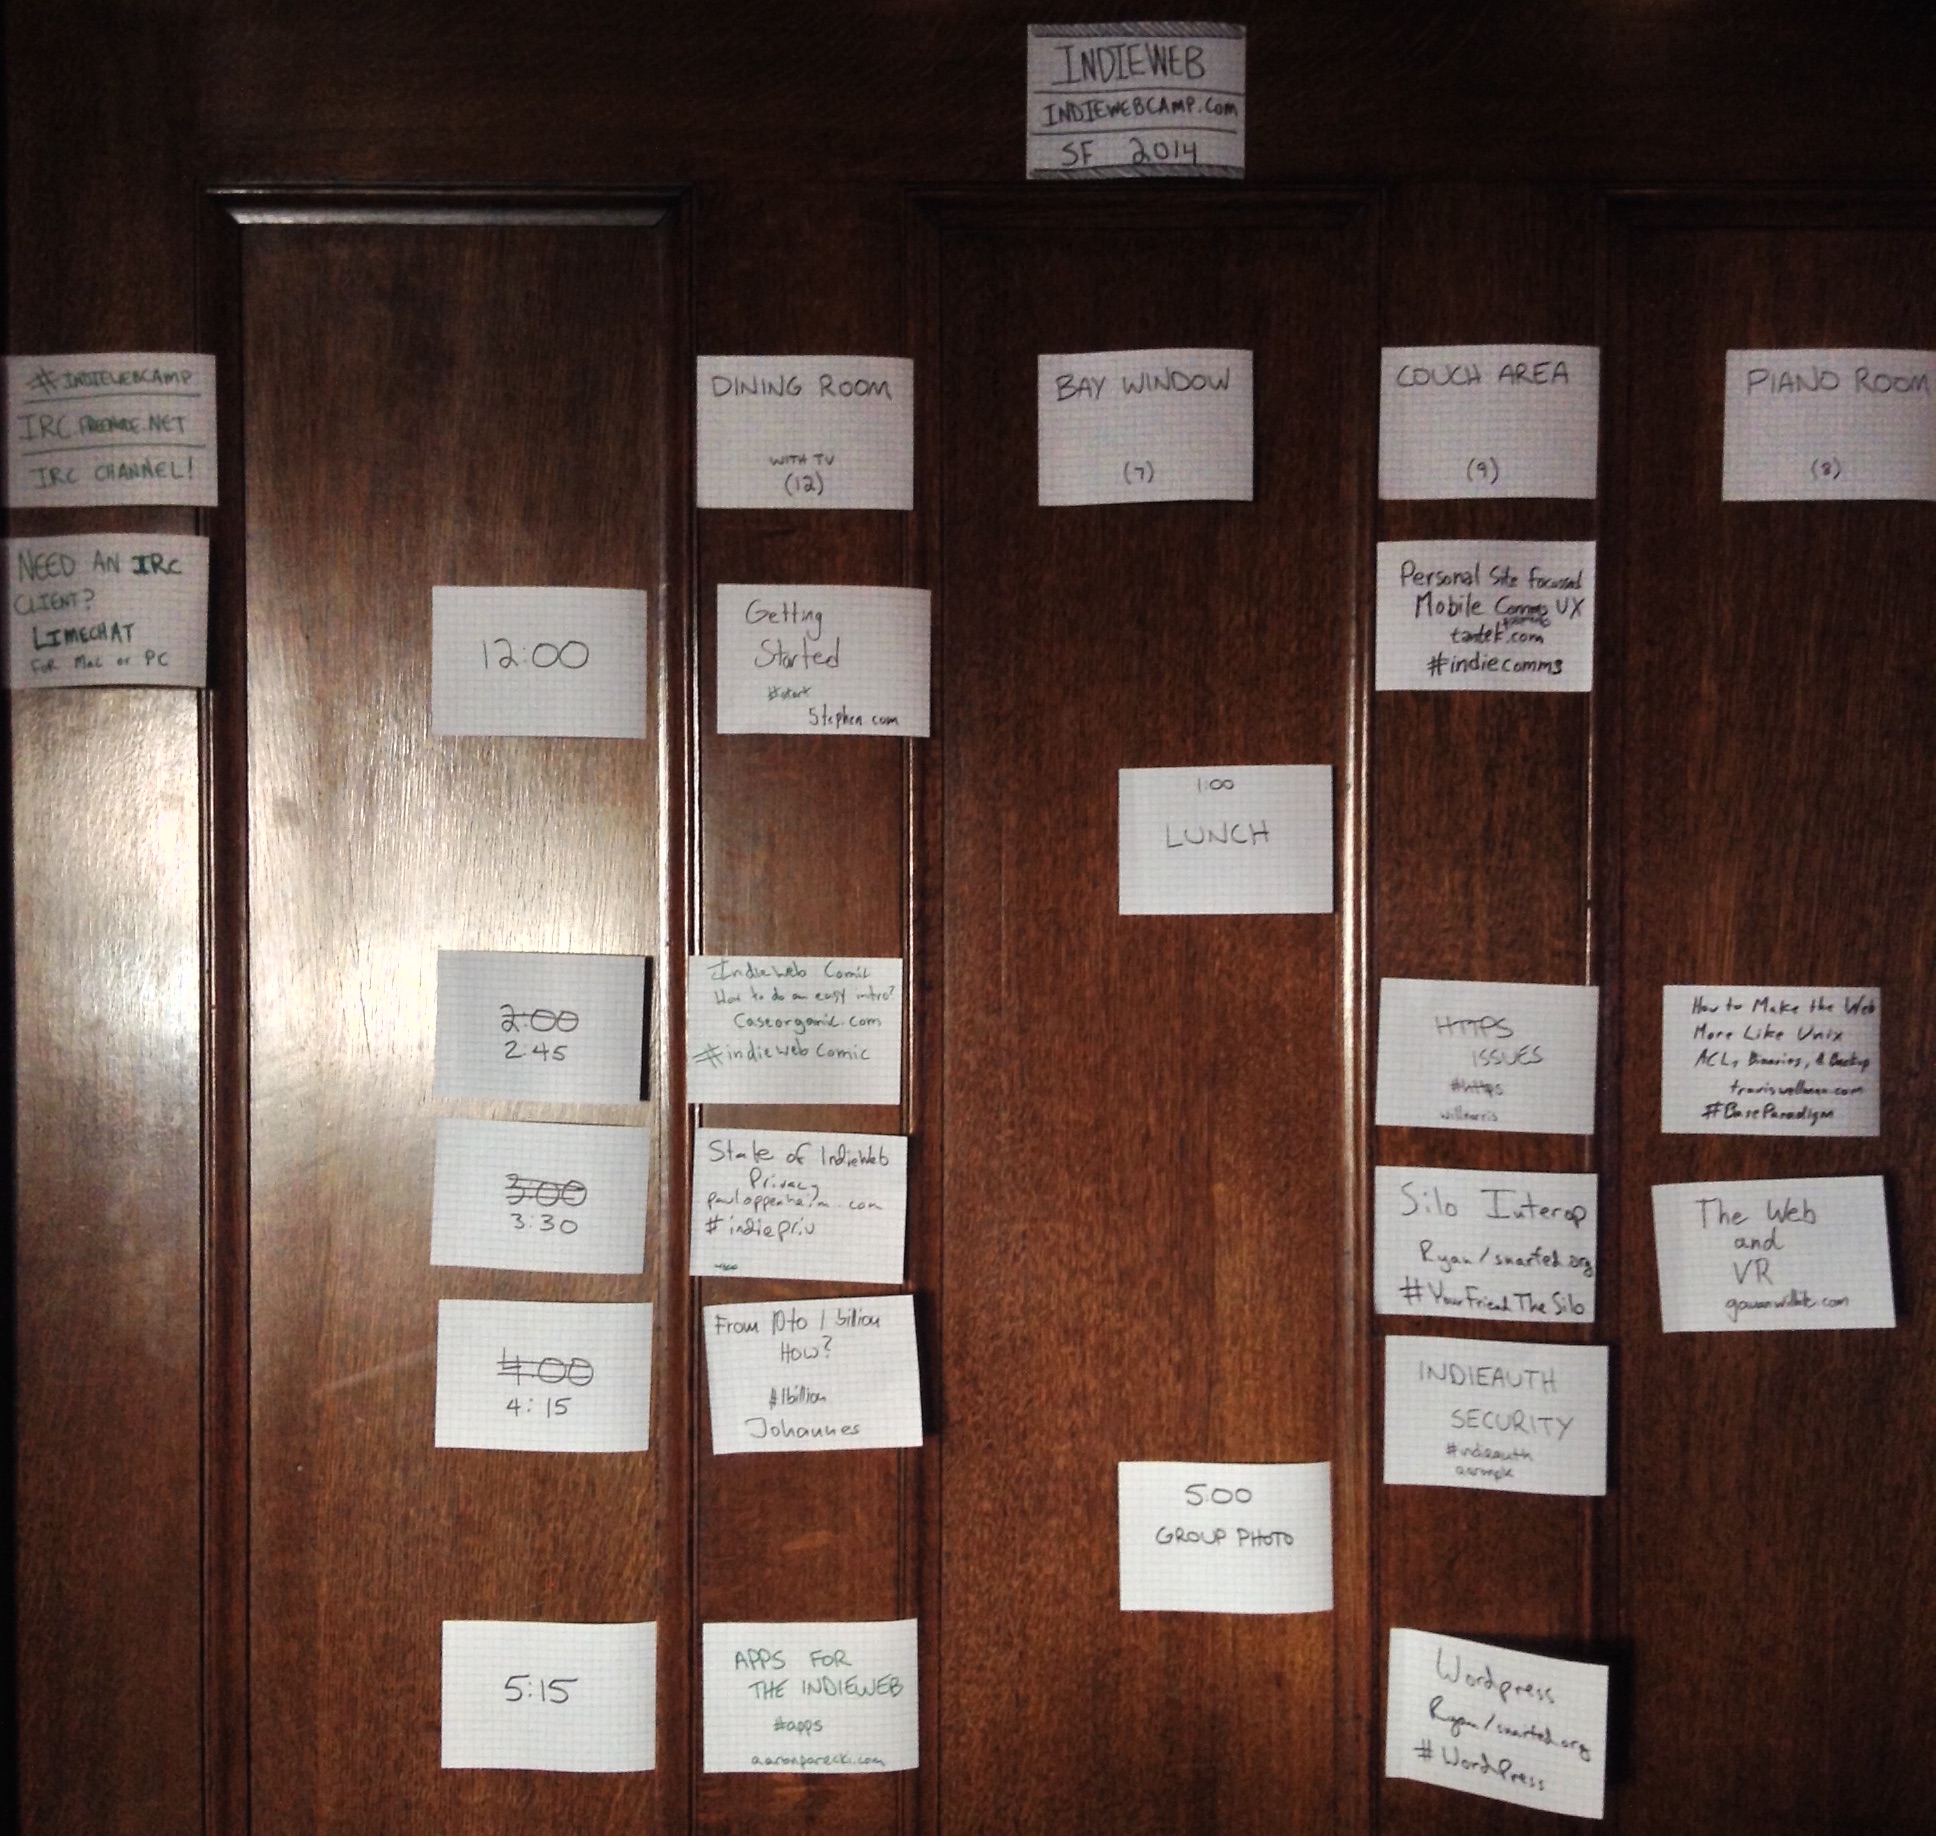 INDIEWEB
INDIEWEBCAMP.COM
SF 2014
#INDIEWEBCAMP
IRC.FREENODE.NET
IRC CHANNEL!
DINING ROOM
WITH TV
(12)
BAY WINDOW
(7)
COUCH AREA
(9)
PIANO ROOM
(8)
NEED AN IRC
CLIENT?
LIMECHAT
FOR MAC or PC
12:00
Getting
Started
#start
Stephen.com
Personal Site focussed
Mobile Comms UX
tantek.com
#indiecomms
1:00
LUNCH
2:00
2:45
IndieWeb Comic
How to do an easy intro?
Caseorganic.com
#indiewebcomic
HTTPS
ISSUES
#https
willnorris
How to Make the Web
More Like Unix
ACL, Binaries, & Backup
traviswellman.com
#BaseParadigm
3:00
3:30
State of IndieWeb
Privacy
pauloppenheim.com
#indiepriv
Silo Interop
Ryan/snarfed.org
#YourFriendTheSilo
The Web
and
VR
4:00
4:15
From 10 to 1 billion
How?
#1billion
Johannes
INDIEAUTH
SECURITY
#indieauth
aaronpk
5:00
GROUP PHOTO
5:15
APPS FOR
THE INDIEWEB
#apps
aaronparecki.com
Wordpress
Ryan/snarfed.org
#WordPress